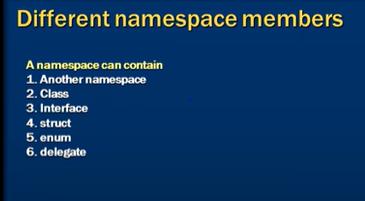 Different namespace members
A namespace can contain
1. Another namespace
2. Class
3. Interface
4. struct
5. enum
6. delegate